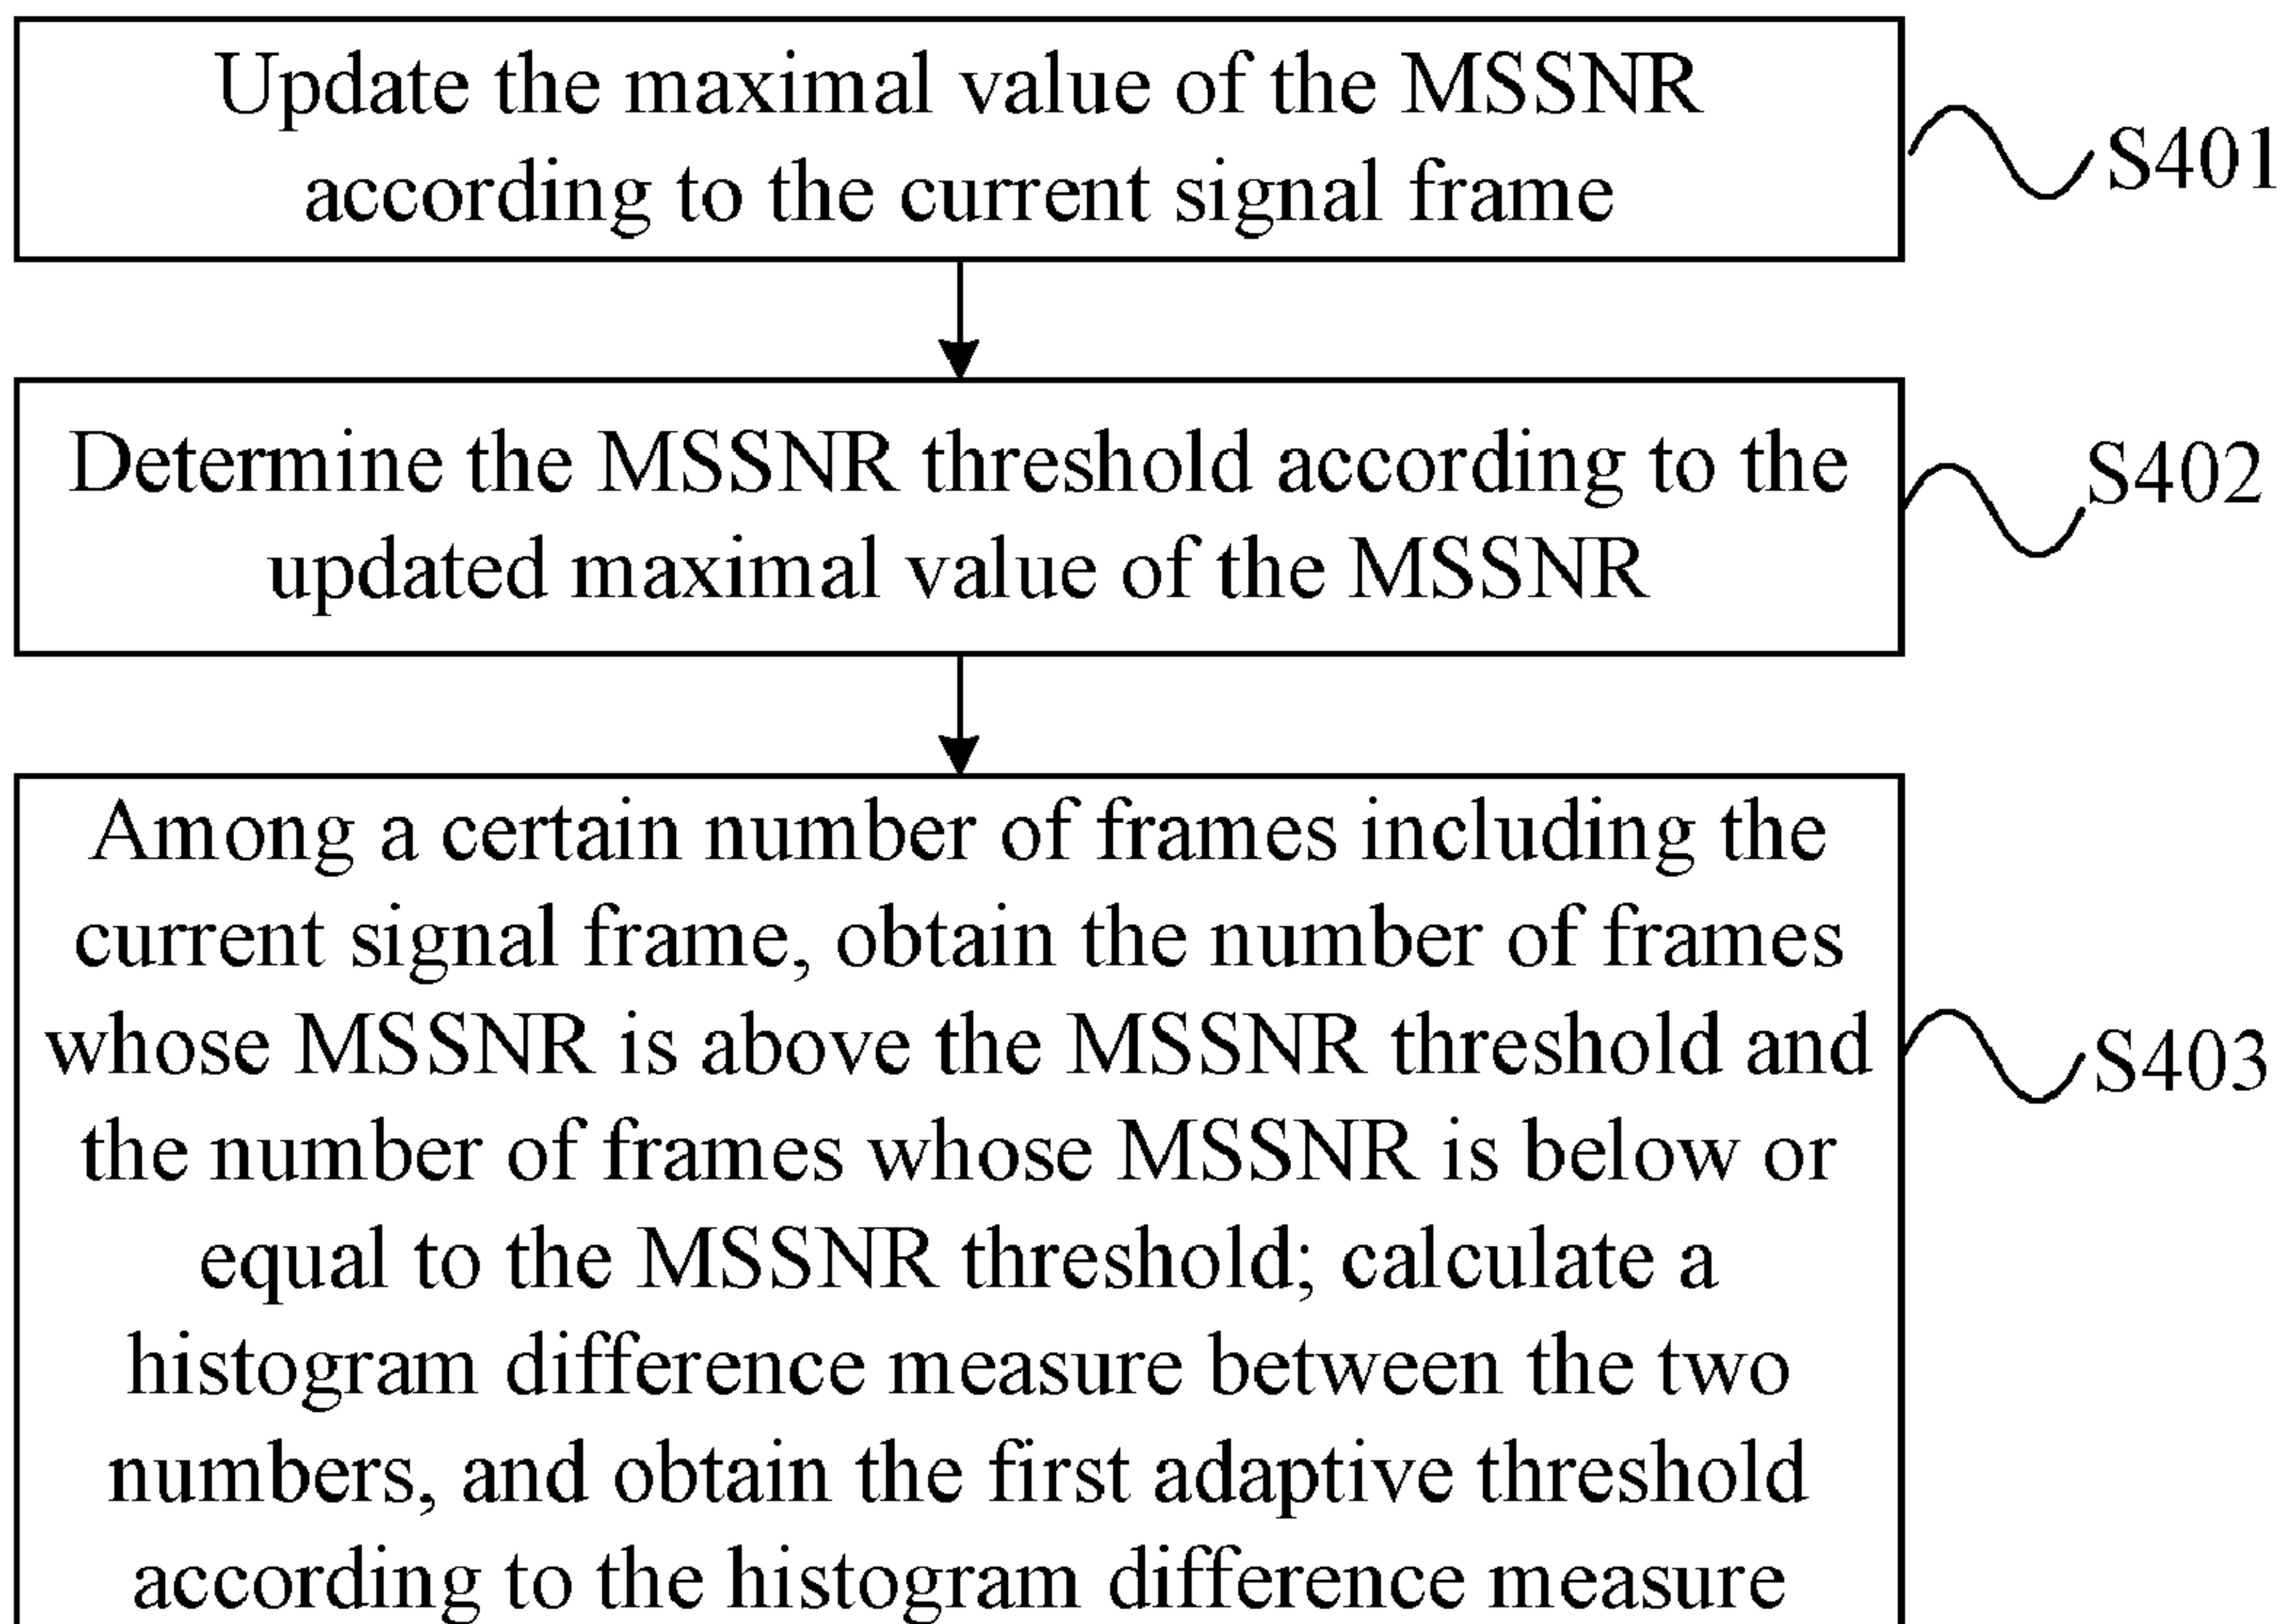 Update the maximal value of the MSSNR
according to the current signal frame
S401
Determine the MSSNR threshold according to the
updated maximal value of the MSSNR
S402
Among a certain number of frames including the
current signal frame, obtain the number of frames
whose MSSNR is above the MSSNR threshold and
the number of frames whose MSSNR is below or
equal to the MSSNR threshold; calculate a
histogram difference measure between the two
numbers, and obtain the first adaptive threshold
according to the histogram difference measure
S403